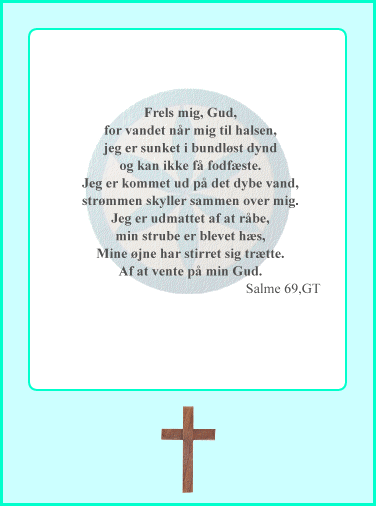 Frels mig, Gud,
for vandet når mig til halsen,
jeg er sunket i bundløst dynd
og kan ikke få fodfæste.
Jeg er kommet ud på det dybe vand,
strømmen skyller sammen over mig.
Jeg er udmattet af at råbe,
min strube er blevet hæs,
Mine øjne har stirret sig trætte.
Af at vente på min Gud.
Salme 69,GT